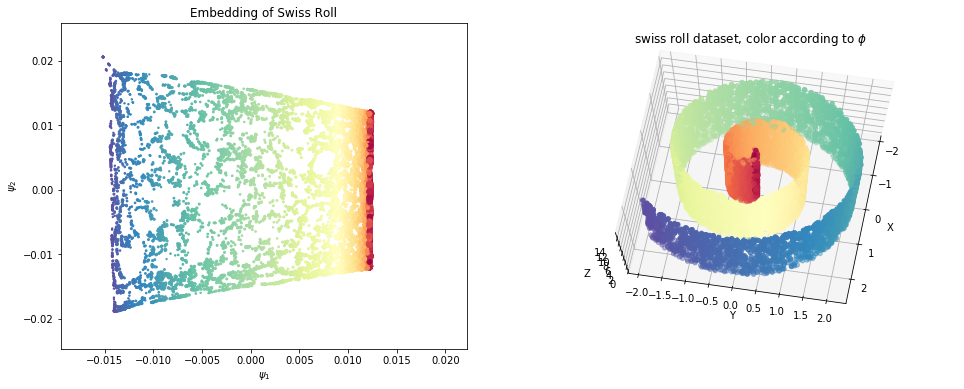 Embedding of Swiss Roll
0.02
0.01
0.00
−0.01
−0.02
ψ2
−0.015 −0.010 −0.005 0.000 0.005 0.010 0.015 0.020
ψ1
swiss roll dataset, color according to ϕ
−2
−1
0
X
1
2
14
Z
0
−2.0 −1.5 −1.0 −0.5 0.0 0.5 1.0 1.5 2.0
Y